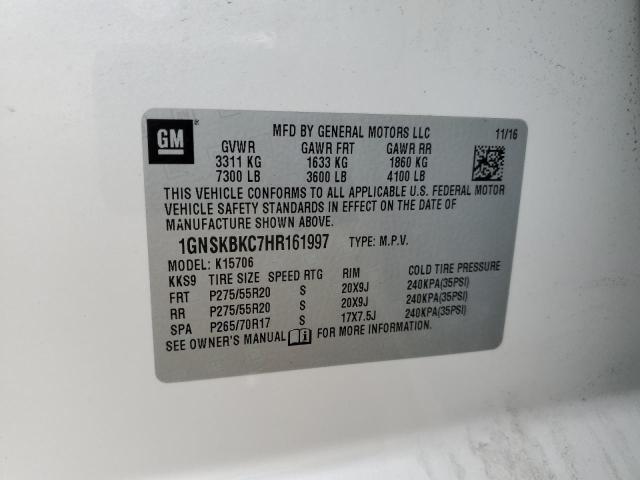 GM ®
MFD BY GENERAL MOTORS LLC 11/16
GVWR GAWR FRT GAWR RR
3311 KG 1633 KG 1860 KG
7300 LB 3600 LB 4100 LB
THIS VEHICLE CONFORMS TO ALL APPLICABLE U.S. FEDERAL MOTOR
VEHICLE SAFETY STANDARDS IN EFFECT ON THE DATE OF
MANUFACTURE SHOWN ABOVE.
1GNSKBKC7HR161997 TYPE: M.P.V.
MODEL: K15706
KKS9 TIRE SIZE SPEED RTG RIM COLD TIRE PRESSURE
FRT P275/55R20 S 20X9J 240KPA(35PSI)
RR P275/55R20 S 20X9J 240KPA(35PSI)
SPA P265/70R17 S 17X7.5J 240KPA(35PSI)
SEE OWNER'S MANUAL